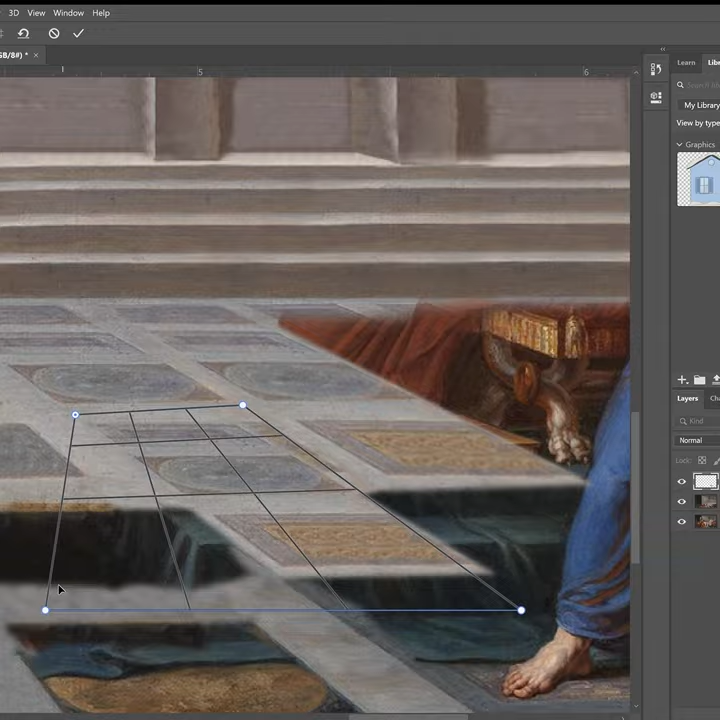 3D View Window Help
GB/8#) * ×
5
6
Learn
My Library
View by type
Graphics
Layers
Kind
Normal
Lock: